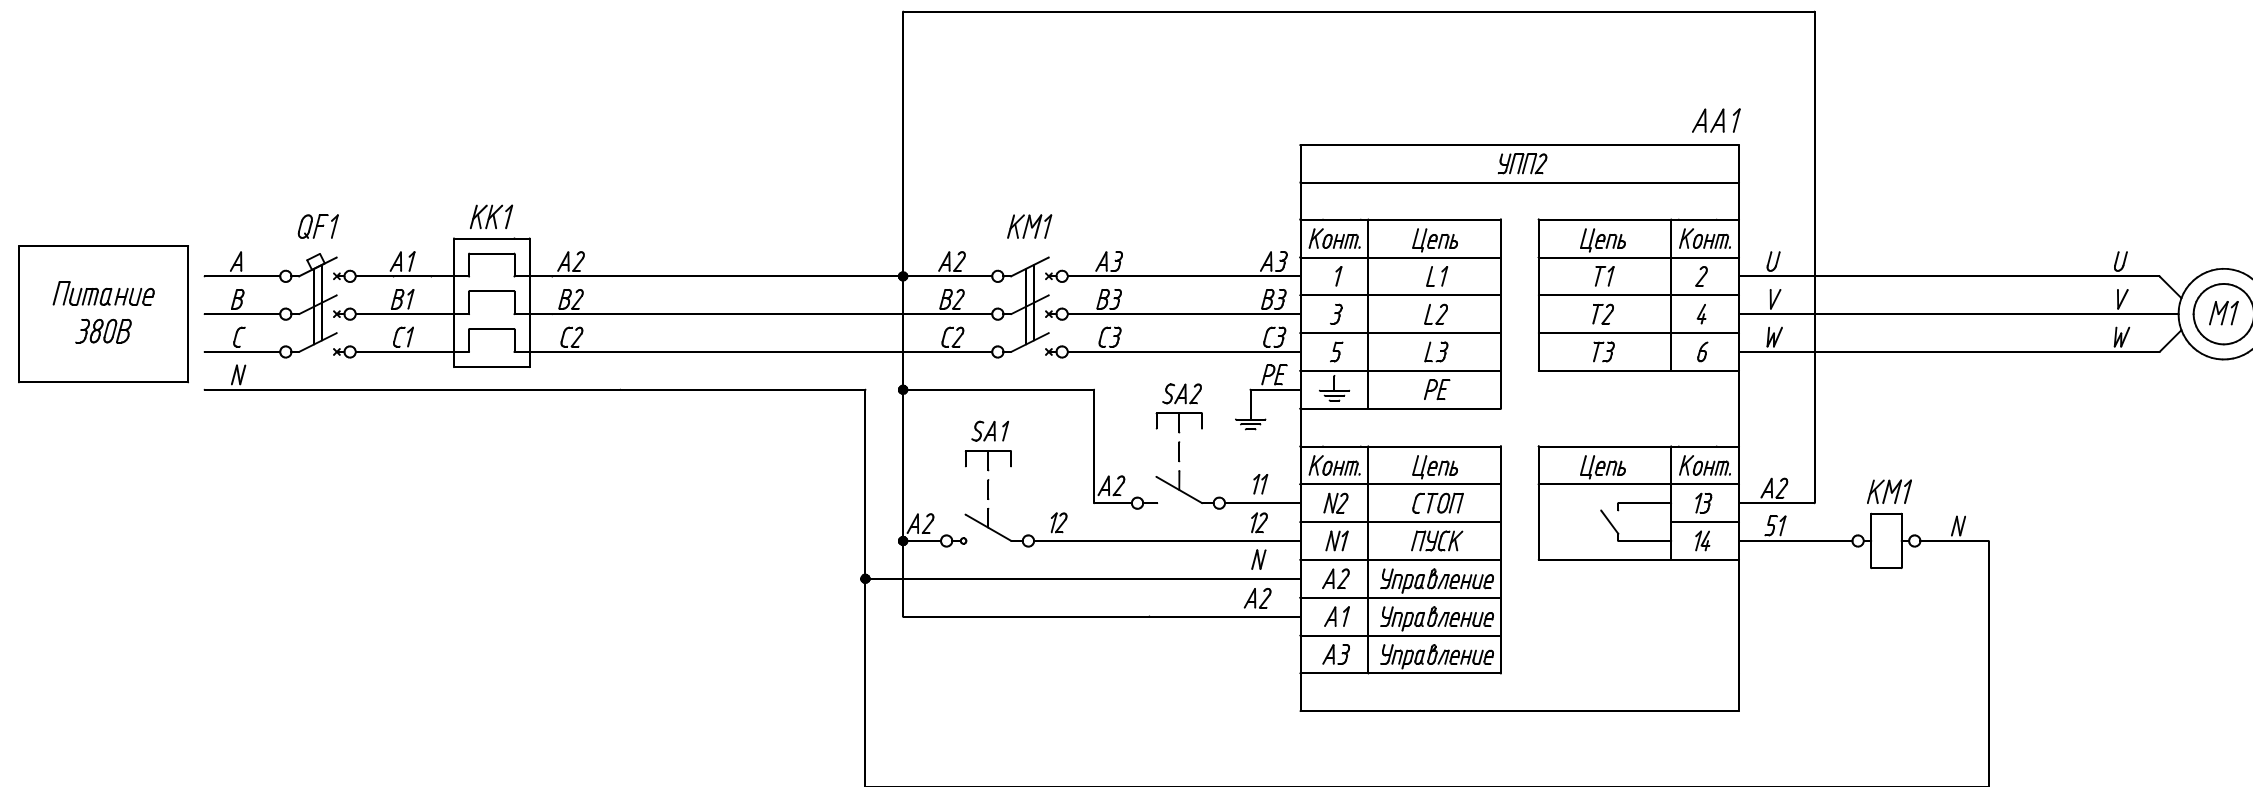 AA1
УПП2
QF1
KK1
KM1
Питание
380В
A A1 A2 A2 A3 A3
B B1 B2 B2 B3 B3
C C1 C2 C2 C3 C3
N
PE
Конт. Цепь
1 L1
3 L2
5 L3
PE
Цепь Конт.
T1 2
T2 4
T3 6
U U
V V
W W
M1
SA2
SA1
A2 11
A2 12 12
N
A2
Конт. Цепь
N2 СТОП
N1 ПУСК
A2 Управление
A1 Управление
A3 Управление
Цепь Конт.
13
14
A2
51
KM1
N